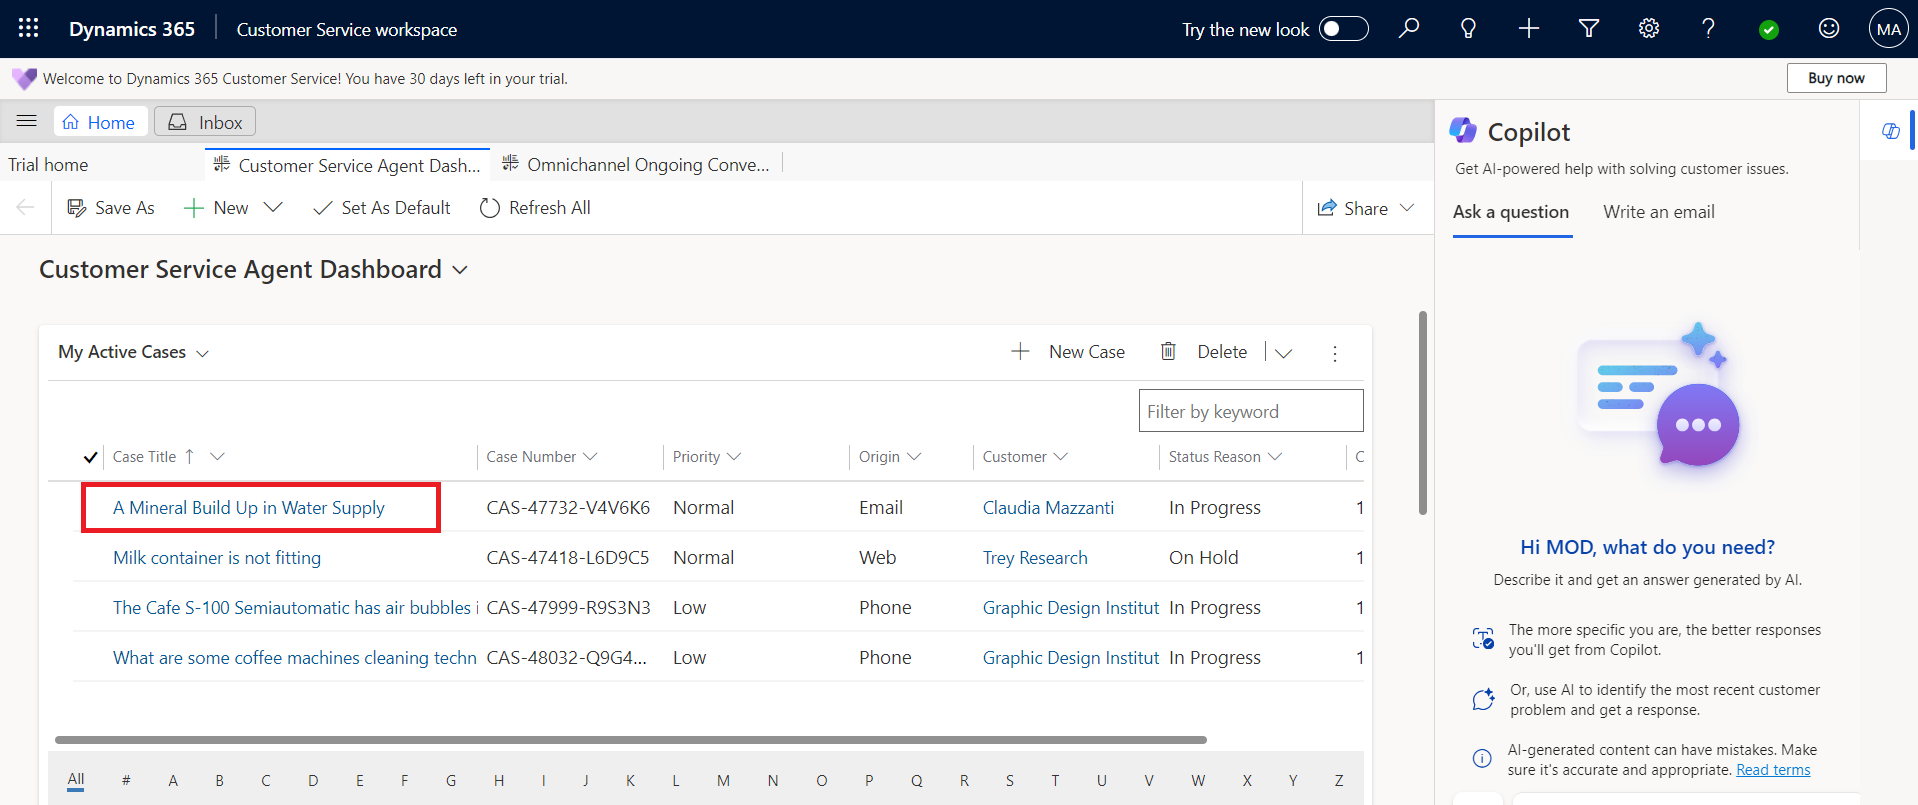 Dynamics 365
Customer Service workspace
Try the new look
MA
Welcome to Dynamics 365 Customer Service! You have 30 days left in your trial.
Buy now
Home
Inbox
Trial home
Customer Service Agent Dash...
Omnichannel Ongoing Conve...
Save As
New
Set As Default
Refresh All
Share
Customer Service Agent Dashboard
My Active Cases
New Case
Delete
Filter by keyword
Case Title Case Number Priority Origin Customer Status Reason C
A Mineral Build Up in Water Supply CAS-47732-V4V6K6 Normal Email Claudia Mazzanti In Progress 1
Milk container is not fitting CAS-47418-L6D9C5 Normal Web Trey Research On Hold 1
The Cafe S-100 Semiautomatic has air bubbles i CAS-47999-R9S3N3 Low Phone Graphic Design Institut In Progress 1
What are some coffee machines cleaning techn CAS-48032-Q9G4... Low Phone Graphic Design Institut In Progress 1
All # A B C D E F G H I J K L M N O P Q R S T U V W X Y Z
Copilot
Get AI-powered help with solving customer issues.
Ask a question
Write an email
Hi MOD, what do you need?
Describe it and get an answer generated by AI.
The more specific you are, the better responses
you'll get from Copilot.
Or, use AI to identify the most recent customer
problem and get a response.
AI-generated content can have mistakes. Make
sure it's accurate and appropriate. Read terms